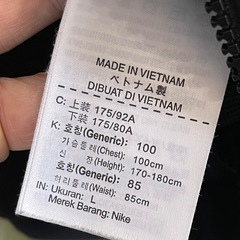 MADE IN VIETNAM
ベトナム製
DIBUAT DI VIETNAM
C: 上装 175/92A
下装 175/80A
K: 호칭(Generic): 100
가슴둘레(Chest): 100cm
신장(Height): 170-180cm
호칭(Generic): 85
허리둘레(Waist): 85cm
IN: Ukuran: L
Merek Barang: Nike